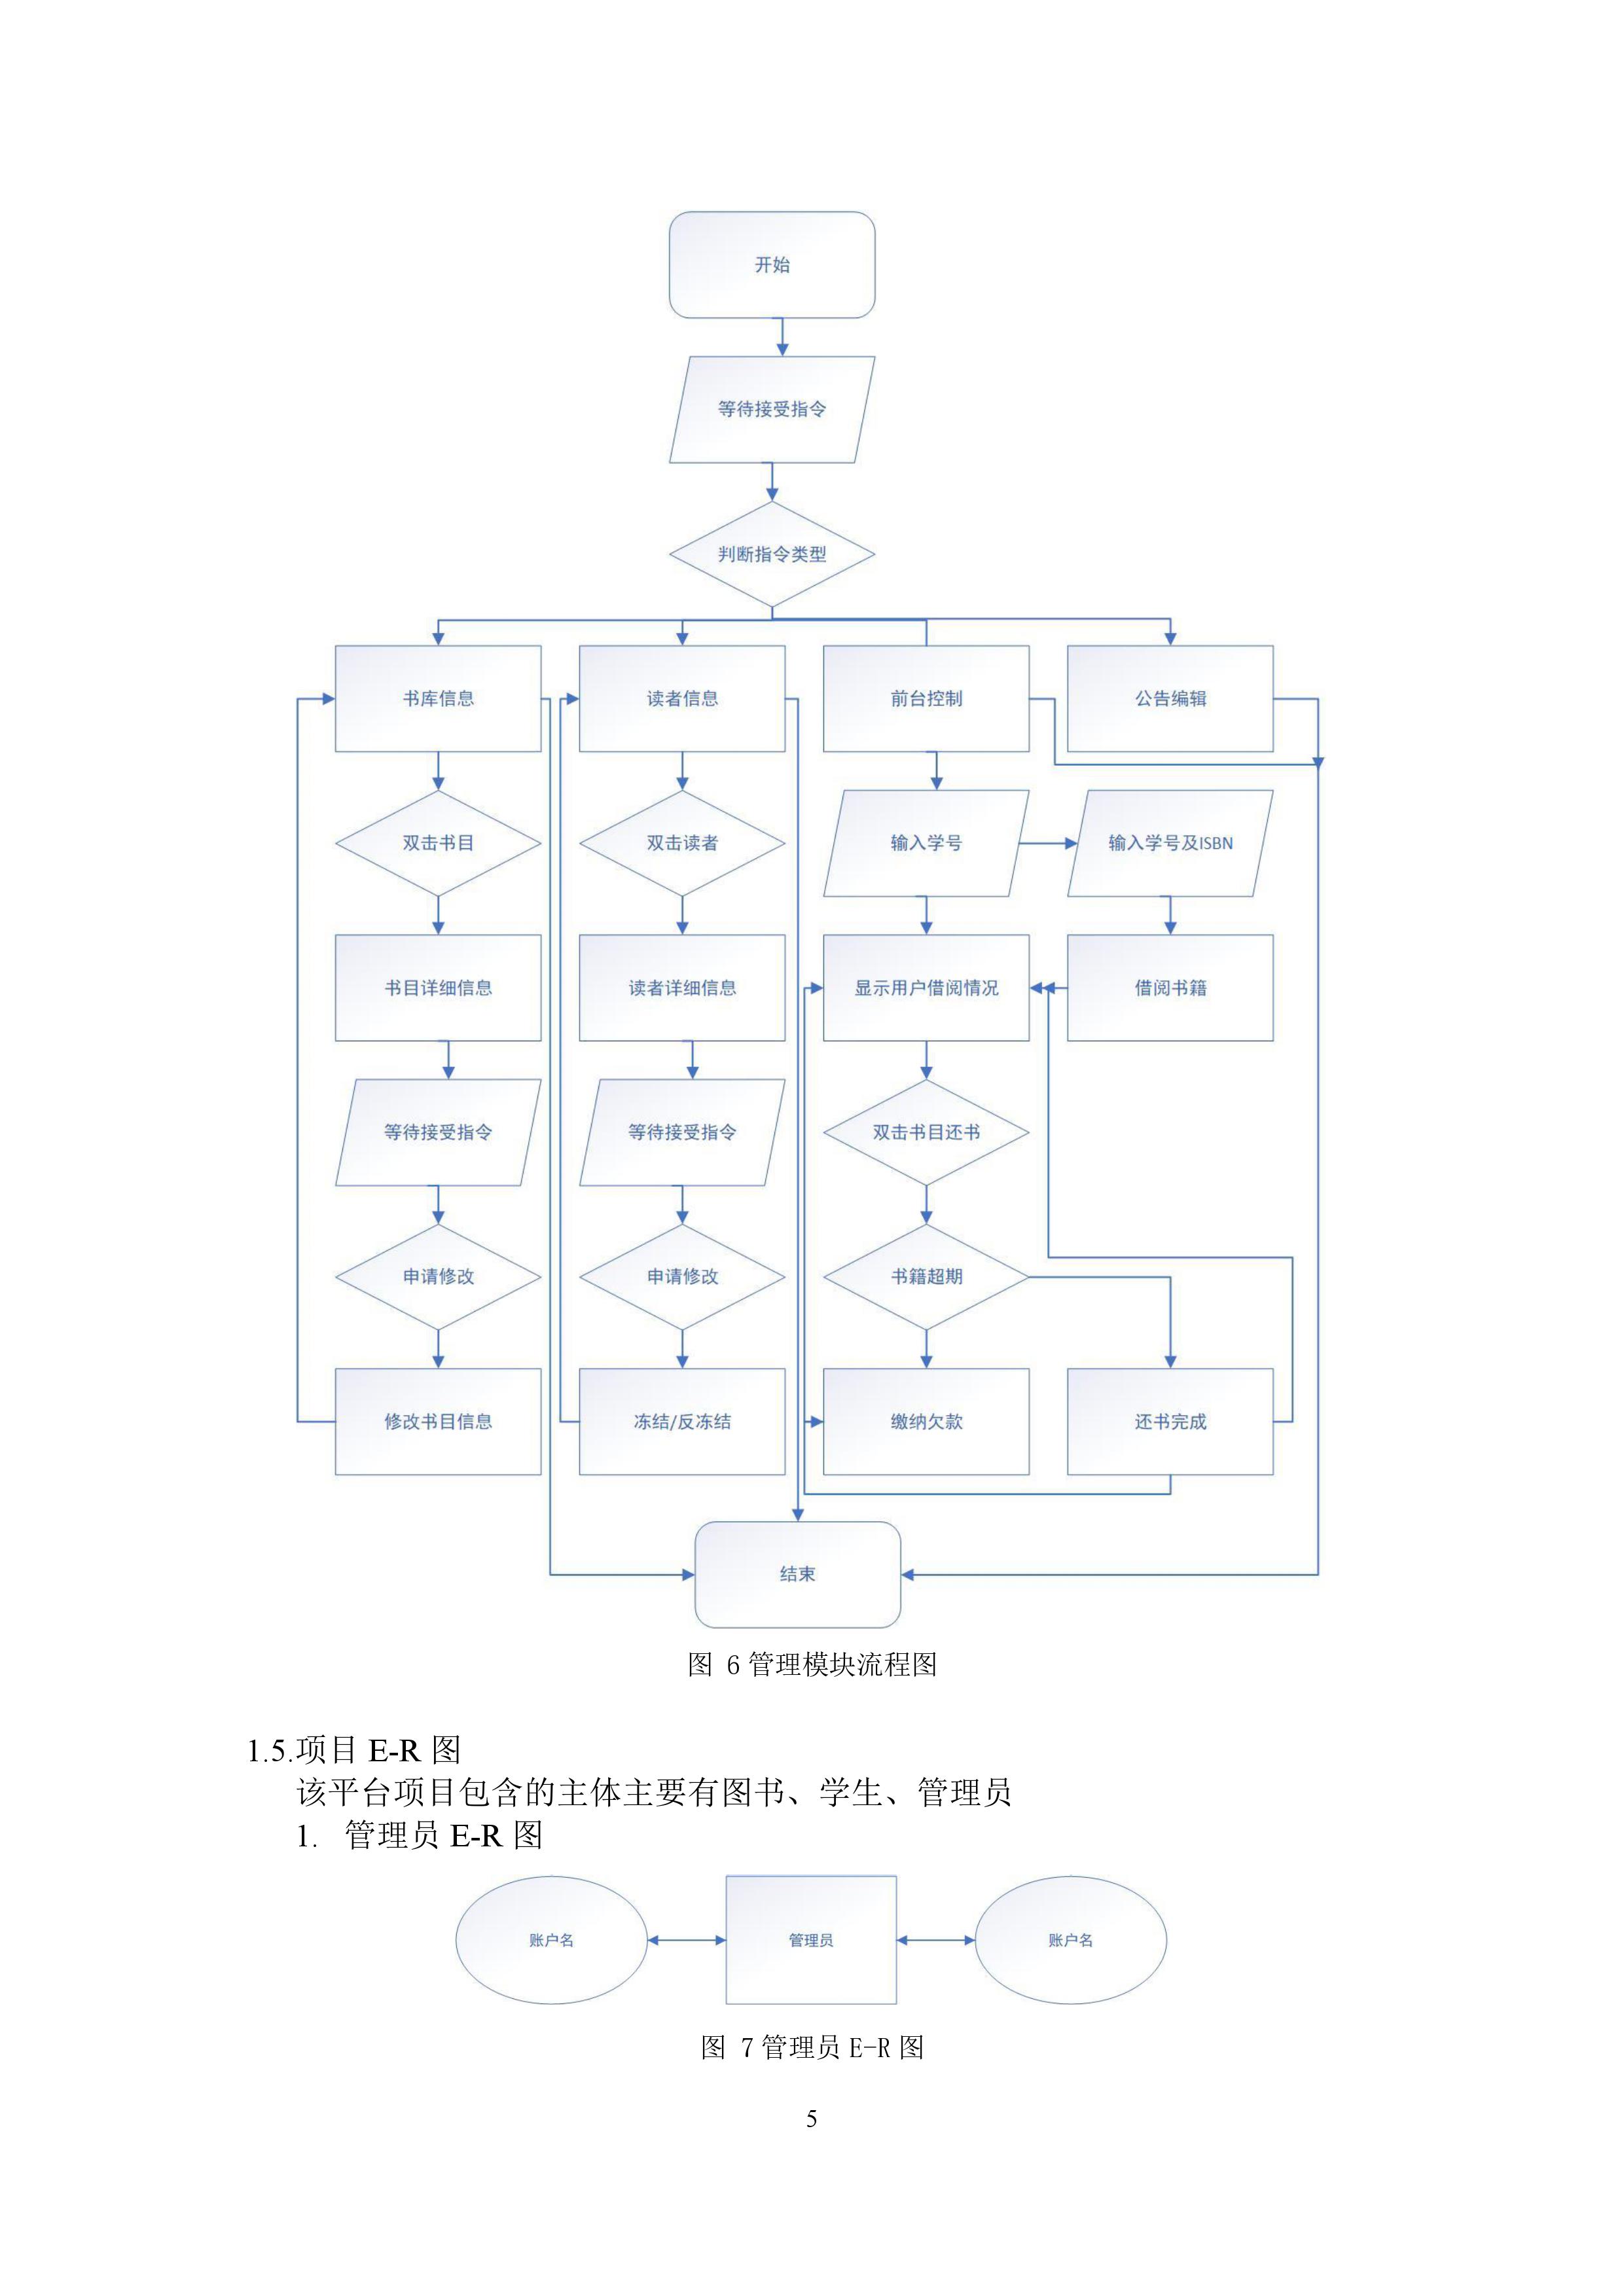 开始
等待接受指令
判断指令类型
书库信息
读者信息
前台控制
公告编辑
双击书目
双击读者
输入学号
输入学号及ISBN
书目详细信息
读者详细信息
显示用户借阅情况
借阅书籍
等待接受指令
等待接受指令
双击书目还书
申请修改
申请修改
书籍超期
修改书目信息
冻结/反冻结
缴纳欠款
还书完成
结束
图 6 管理模块流程图
1.5.项目 E-R 图
该平台项目包含的主体主要有图书、学生、管理员
1. 管理员 E-R 图
账户名
管理员
账户名
图 7 管理员 E-R 图
5